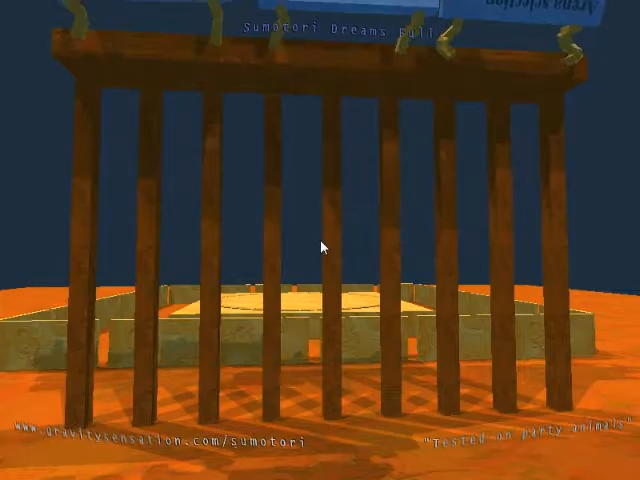 Arena selection
Sumotori Dreams Full
www.gravitysensation.com/sumotori
"Tested on party animals"